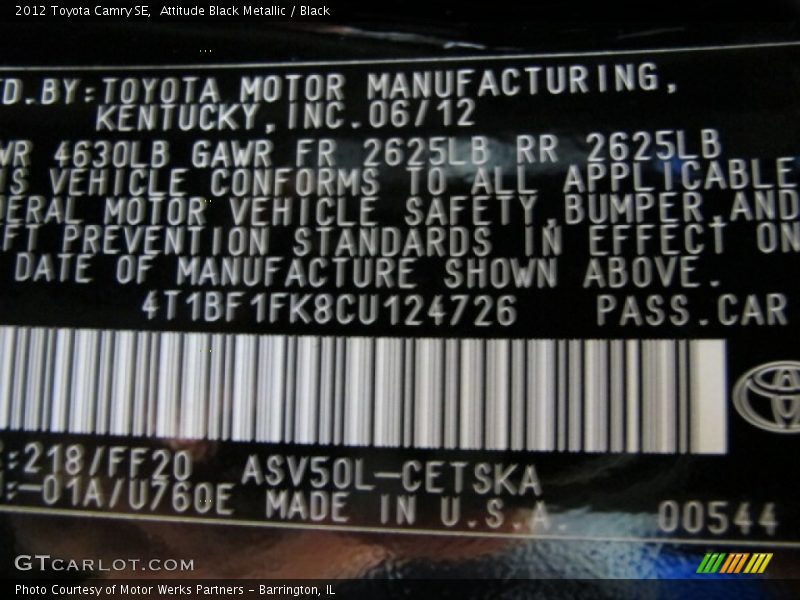 2012 Toyota Camry SE,  Attitude Black Metallic / Black
D.BY:TOYOTA MOTOR MANUFACTURING,
KENTUCKY,INC.06/12
WR 4630LB GAWR FR 2625LB RR 2625LB
IS VEHICLE CONFORMS TO ALL APPLICABLE
DERAL MOTOR VEHICLE SAFETY,BUMPER,AND
EFT PREVENTION STANDARDS IN EFFECT ON
DATE OF MANUFACTURE SHOWN ABOVE.
4T1BF1FK8CU124726 PASS.CAR
:218/FF20 ASV50L-CETSKA
:-01A/U760E MADE IN U.S.A. 00544
GTCARLOT.COM
Photo Courtesy of Motor Werks Partners - Barrington, IL